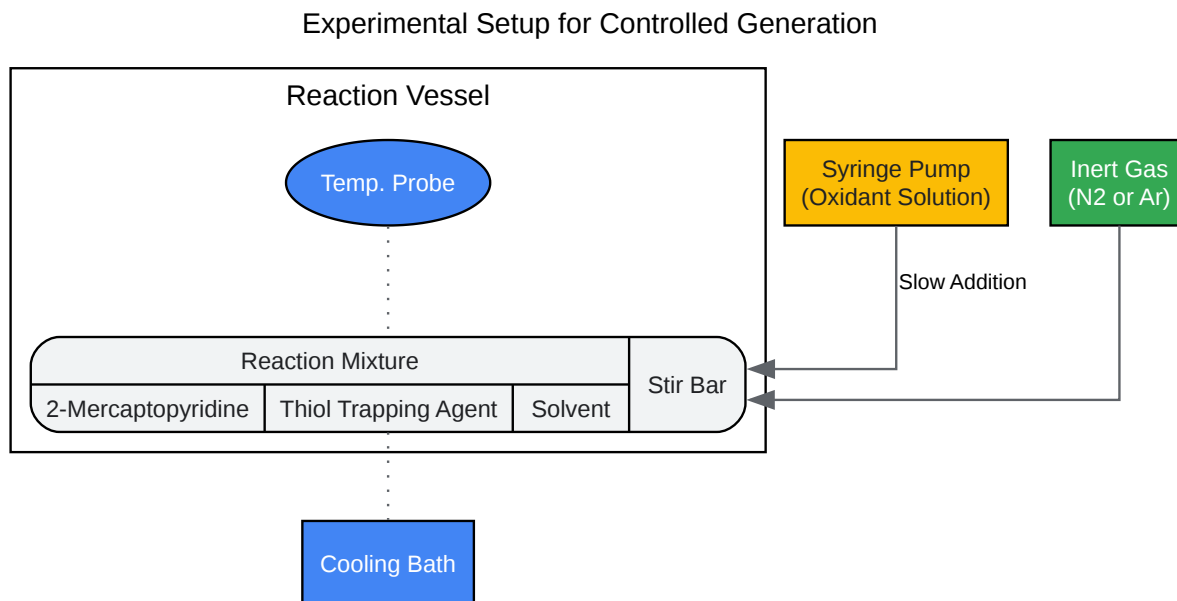 Experimental Setup for Controlled Generation
Reaction Vessel
Temp. Probe
Syringe Pump
(Oxidant Solution)
Inert Gas
(N2 or Ar)
Slow Addition
Reaction Mixture
Stir Bar
2-Mercaptopyridine
Thiol Trapping Agent
Solvent
Cooling Bath